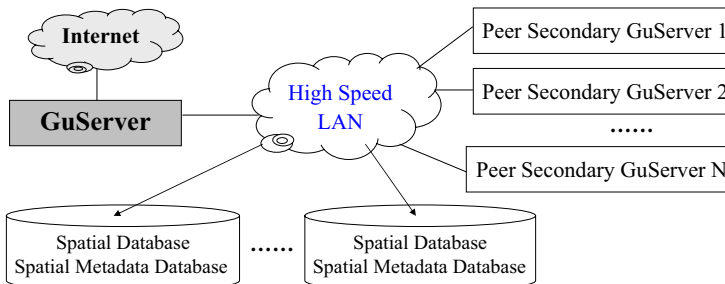 Internet
GuServer
High Speed
LAN
Peer Secondary GuServer 1
Peer Secondary GuServer 2
......
Peer Secondary GuServer N
Spatial Database
Spatial Metadata Database
......
Spatial Database
Spatial Metadata Database